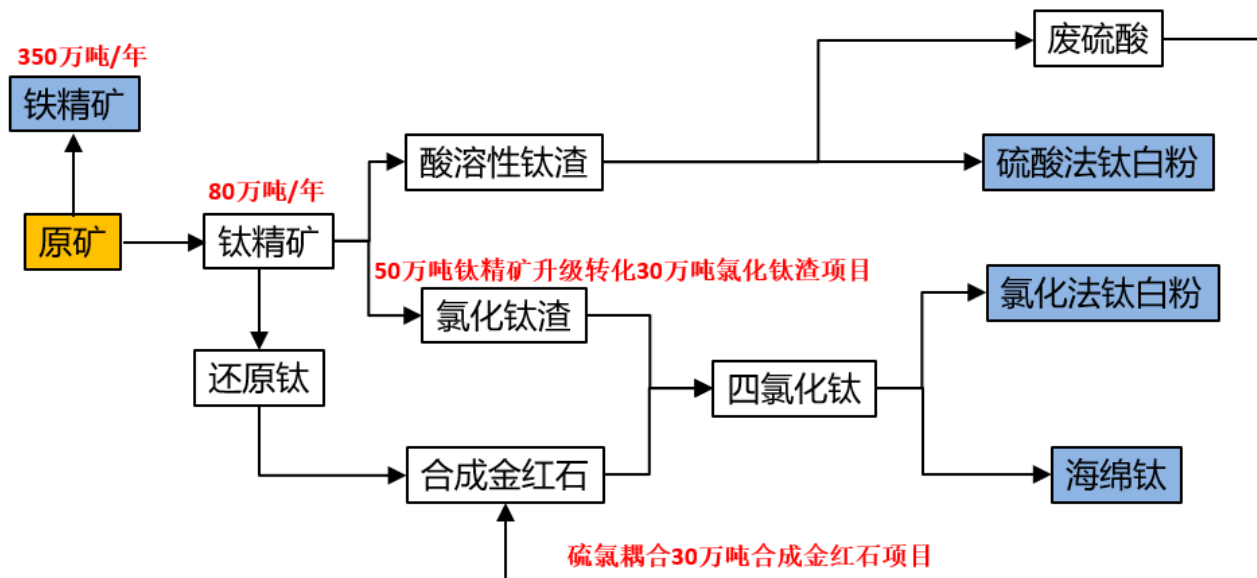 废硫酸
350万吨/年
铁精矿
酸溶性钛渣
硫酸法钛白粉
80万吨/年
原矿
钛精矿
50万吨钛精矿升级转化30万吨氯化钛渣项目
氯化法钛白粉
氯化钛渣
还原钛
四氯化钛
合成金红石
海绵钛
硫氯耦合30万吨合成金红石项目